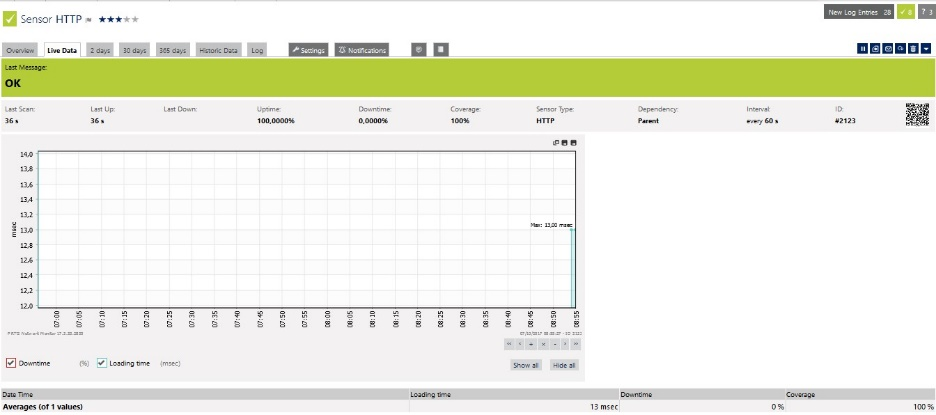 Sensor HTTP
New Log Entries 28
8
? 3
Overview Live Data 2 days 30 days 365 days Historic Data Log Settings Notifications
Last Message:
OK
Last Scan: Last Up: Last Down: Uptime: Downtime: Coverage: Sensor Type: Dependency: Interval: ID:
36 s 36 s 100,0000% 0,0000% 100% HTTP Parent every 60 s #2123
14,0
13,8
13,6
13,4
13,2
13,0
12,8
12,6
12,4
12,2
12,0
msec
Max: 13,00 msec
07:00 07:05 07:10 07:15 07:20 07:25 07:30 07:35 07:40 07:45 07:50 07:55 08:00 08:05 08:10 08:15 08:20 08:25 08:30 08:35 08:40 08:45 08:50 08:55
Downtime (%) Loading time (msec)
Show all Hide all
Date Time Loading time Downtime Coverage
Averages (of 1 values) 13 msec 0 % 100 %